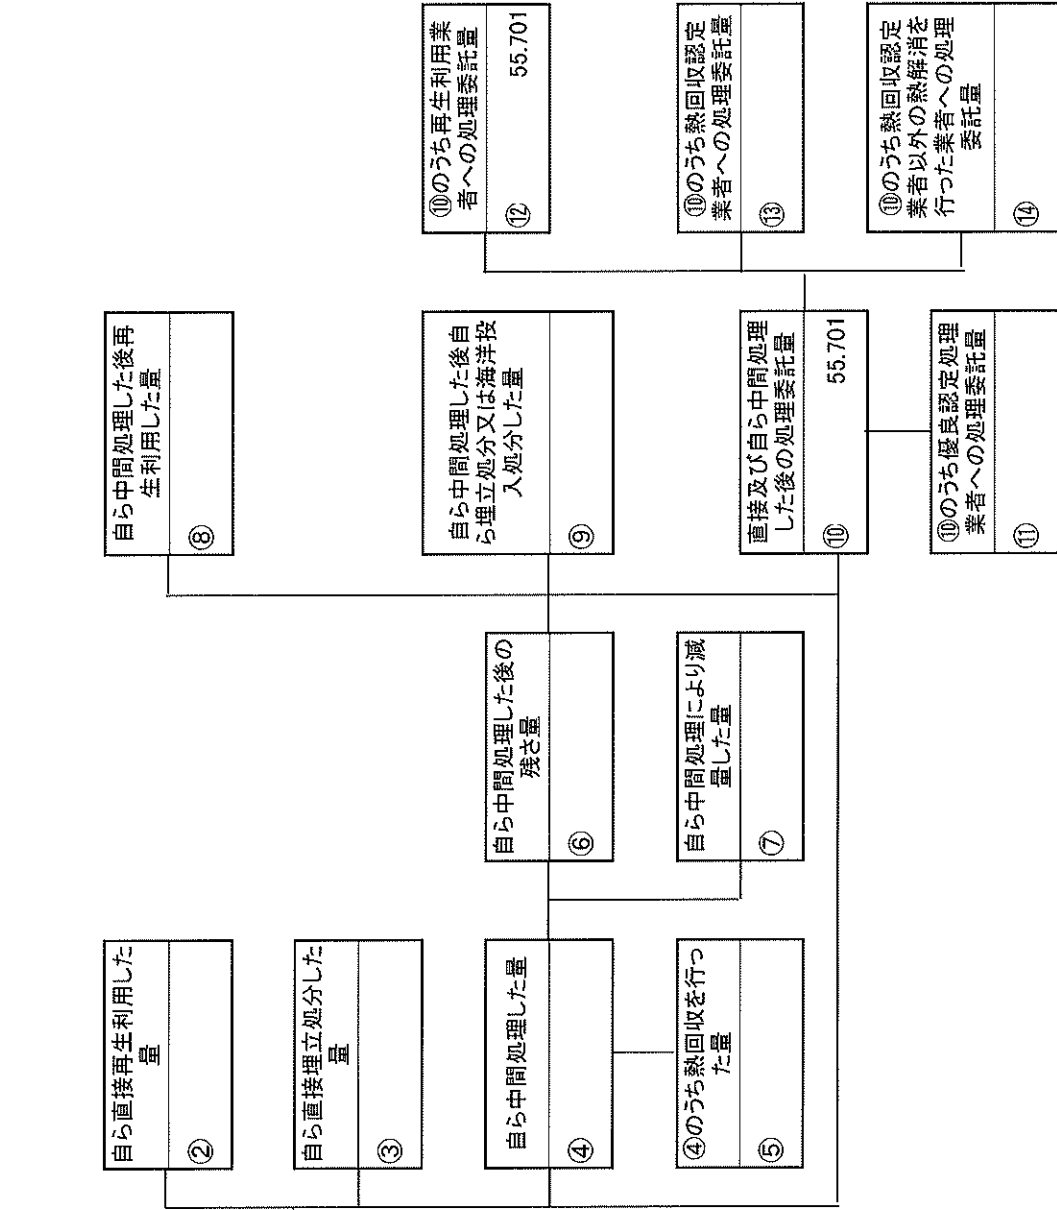 自ら直接再生利用した
量
②
自ら直接埋立処分した
量
③
自ら中間処理した量
④
④のうち熱回収を行っ
た量
⑤
自ら中間処理した後の
残さ量
⑥
自ら中間処理により減
量した量
⑦
自ら中間処理した後再
生利用した量
⑧
自ら中間処理した後自
ら埋立処分又は海洋投
入処分した量
⑨
直接及び自ら中間処理
した後の処理委託量
⑩ 55.701
⑩のうち優良認定処理
業者への処理委託量
⑪
⑩のうち再生利用業
者への処理委託量
⑫ 55.701
⑩のうち熱回収認定
業者への処理委託量
⑬
⑩のうち熱回収認定
業者以外の熱解消を
行った業者への処理
委託量
⑭